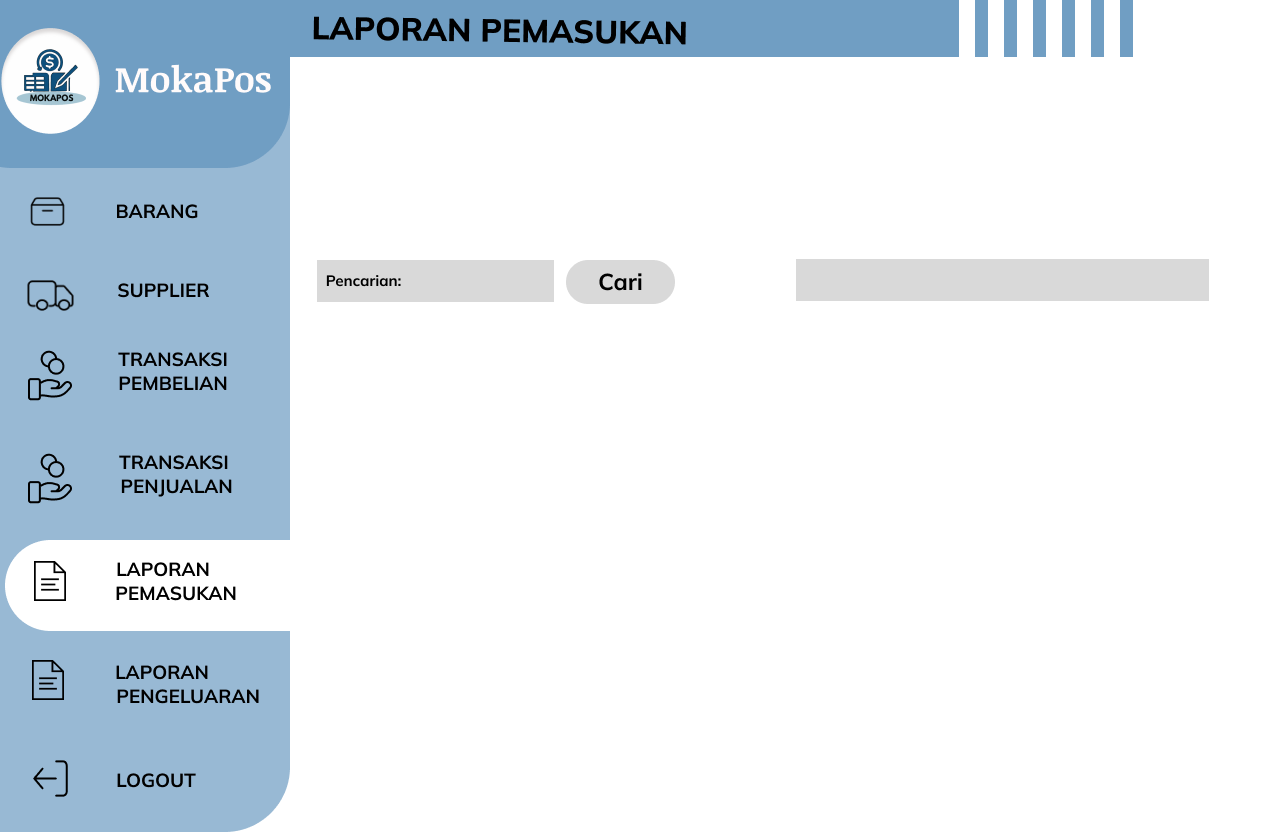 LAPORAN PEMASUKAN
MOKAPOS
MokaPos
BARANG
SUPPLIER
TRANSAKSI
PEMBELIAN
TRANSAKSI
PENJUALAN
LAPORAN
PEMASUKAN
LAPORAN
PENGELUARAN
LOGOUT
Pencarian:
Cari